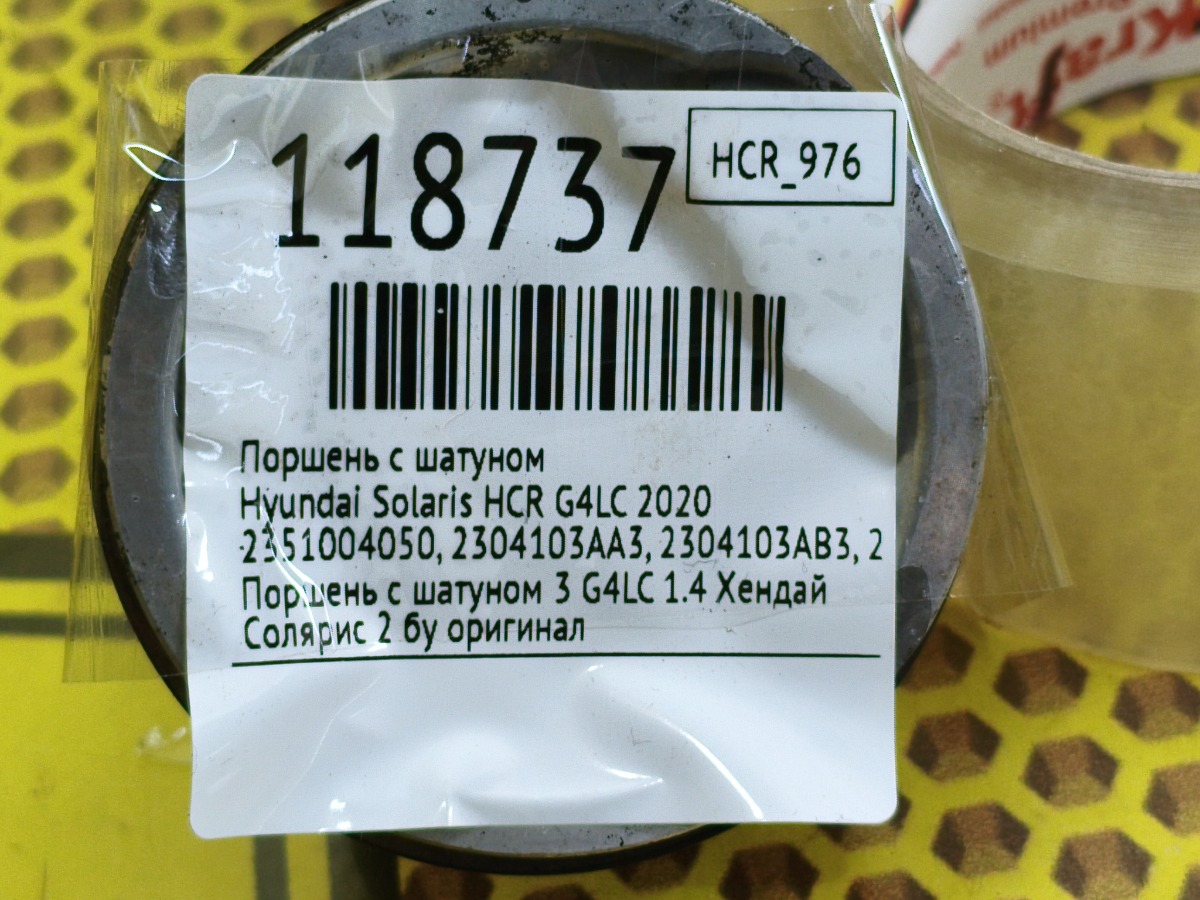 118737
HCR_976
Поршень с шатуном
Hyundai Solaris HCR G4LC 2020
2351004050, 2304103AA3, 2304103AB3, 2
Поршень с шатуном 3 G4LC 1.4 Хендай
Солярис 2 бу оригинал
Premium